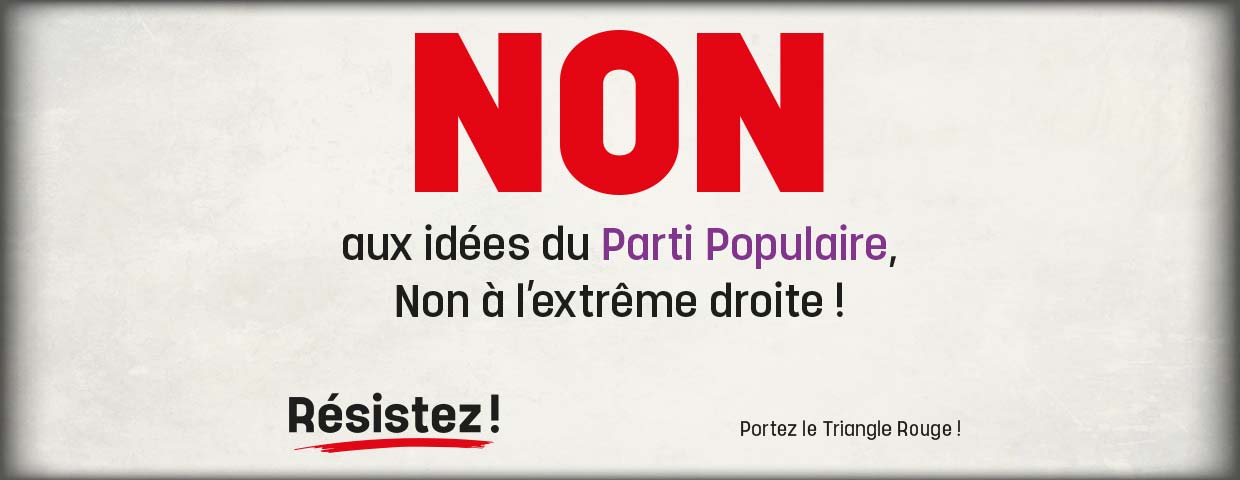 NON
aux idées du Parti Populaire,
Non à l'extrême droite !
Résistez !
Portez le Triangle Rouge !